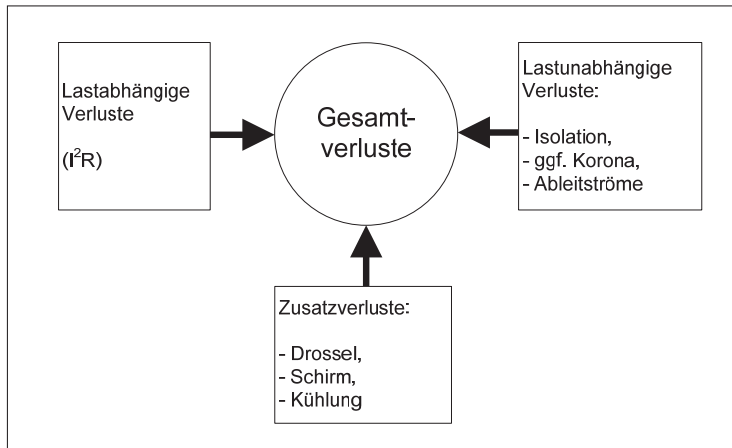 Lastabhängige
Verluste
(I²R)
Gesamt-
verluste
Lastunabhängige
Verluste:
- Isolation,
- ggf. Korona,
- Ableitströme
Zusatzverluste:
- Drossel,
- Schirm,
- Kühlung